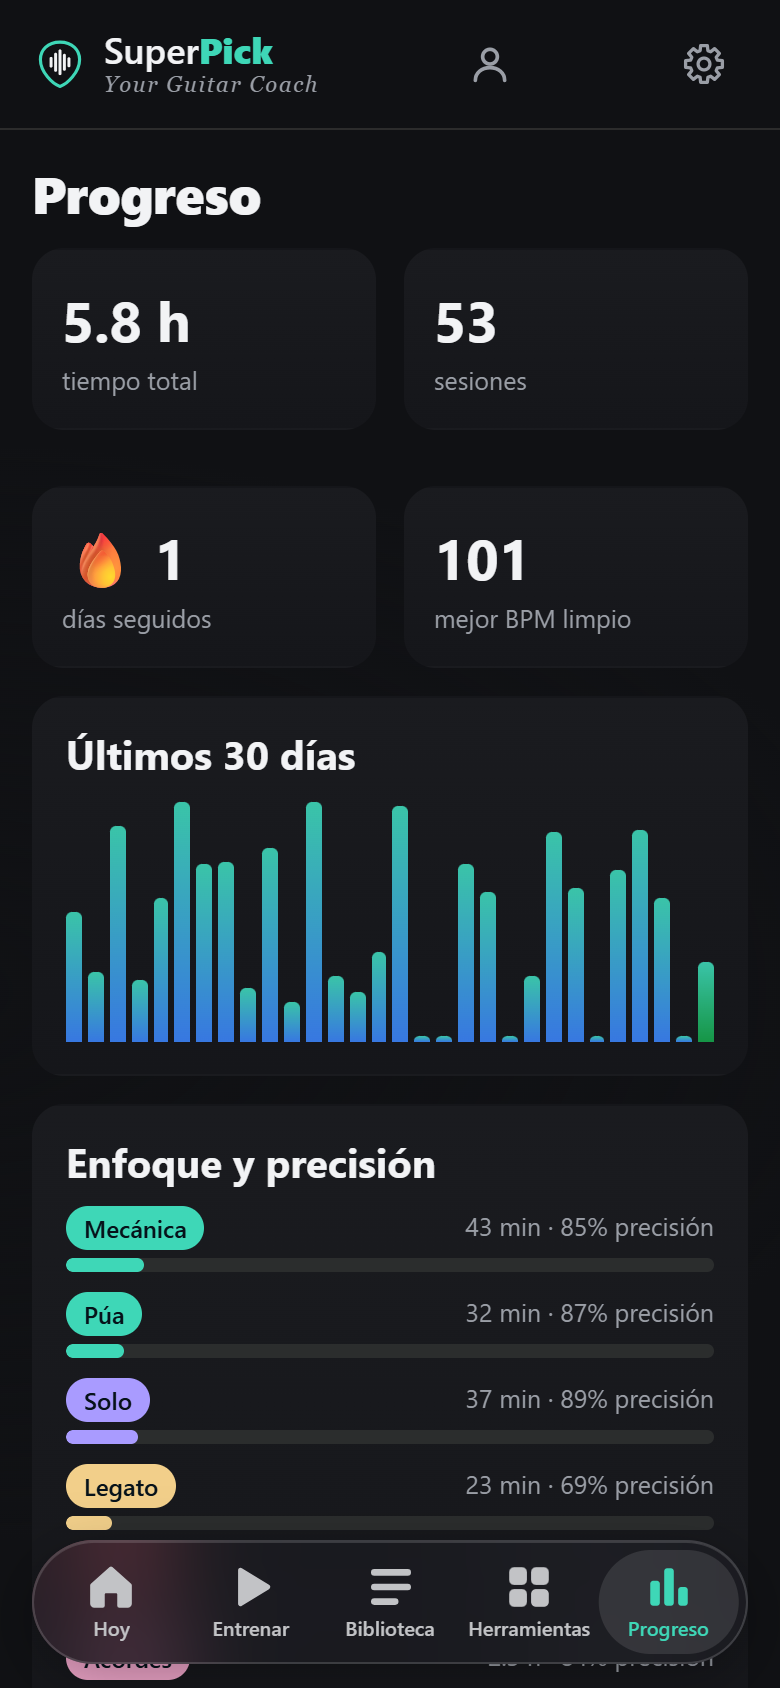 SuperPick
Your Guitar Coach
Progreso
5.8 h
tiempo total
53
sesiones
1
días seguidos
101
mejor BPM limpio
Últimos 30 días
Enfoque y precisión
Mecánica
43 min · 85% precisión
Púa
32 min · 87% precisión
Solo
37 min · 89% precisión
Legato
23 min · 69% precisión
Hoy
Entrenar
Biblioteca
Herramientas
Progreso
Acordes
precisión